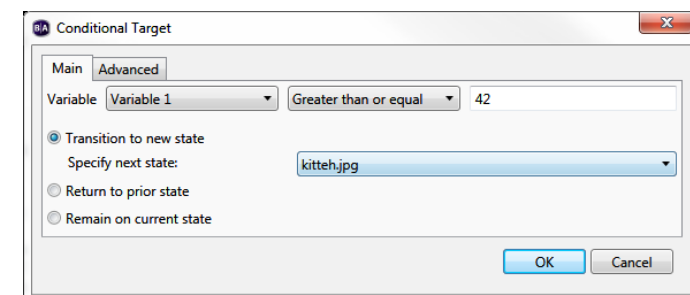 B|A Conditional Target
Main Advanced
Variable Variable 1 Greater than or equal 42
Transition to new state
Specify next state: kitteh.jpg
Return to prior state
Remain on current state
OK Cancel